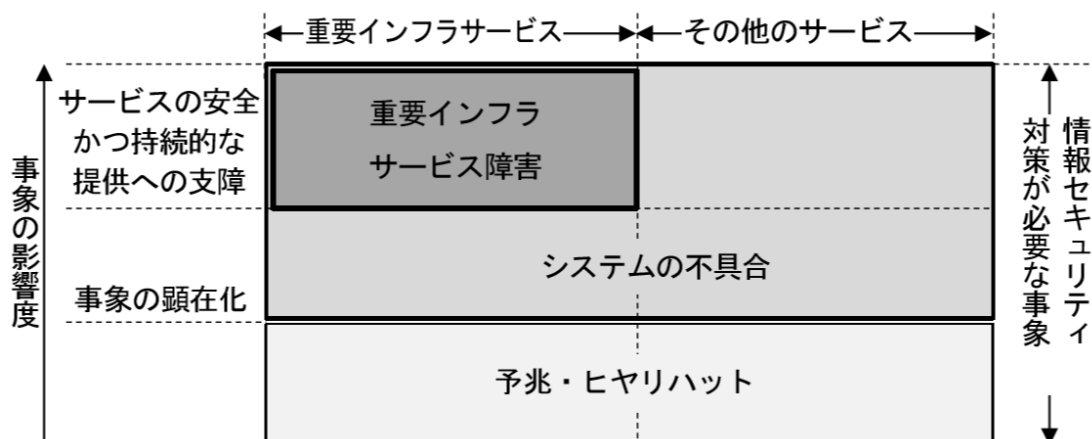 重要インフラサービス
その他のサービス
サービスの安全
かつ持続的な
提供への支障
重要インフラ
サービス障害
事象の影響度
システムの不具合
事象の顕在化
予兆・ヒヤリハット
情報セキュリティ
対策が必要な事象